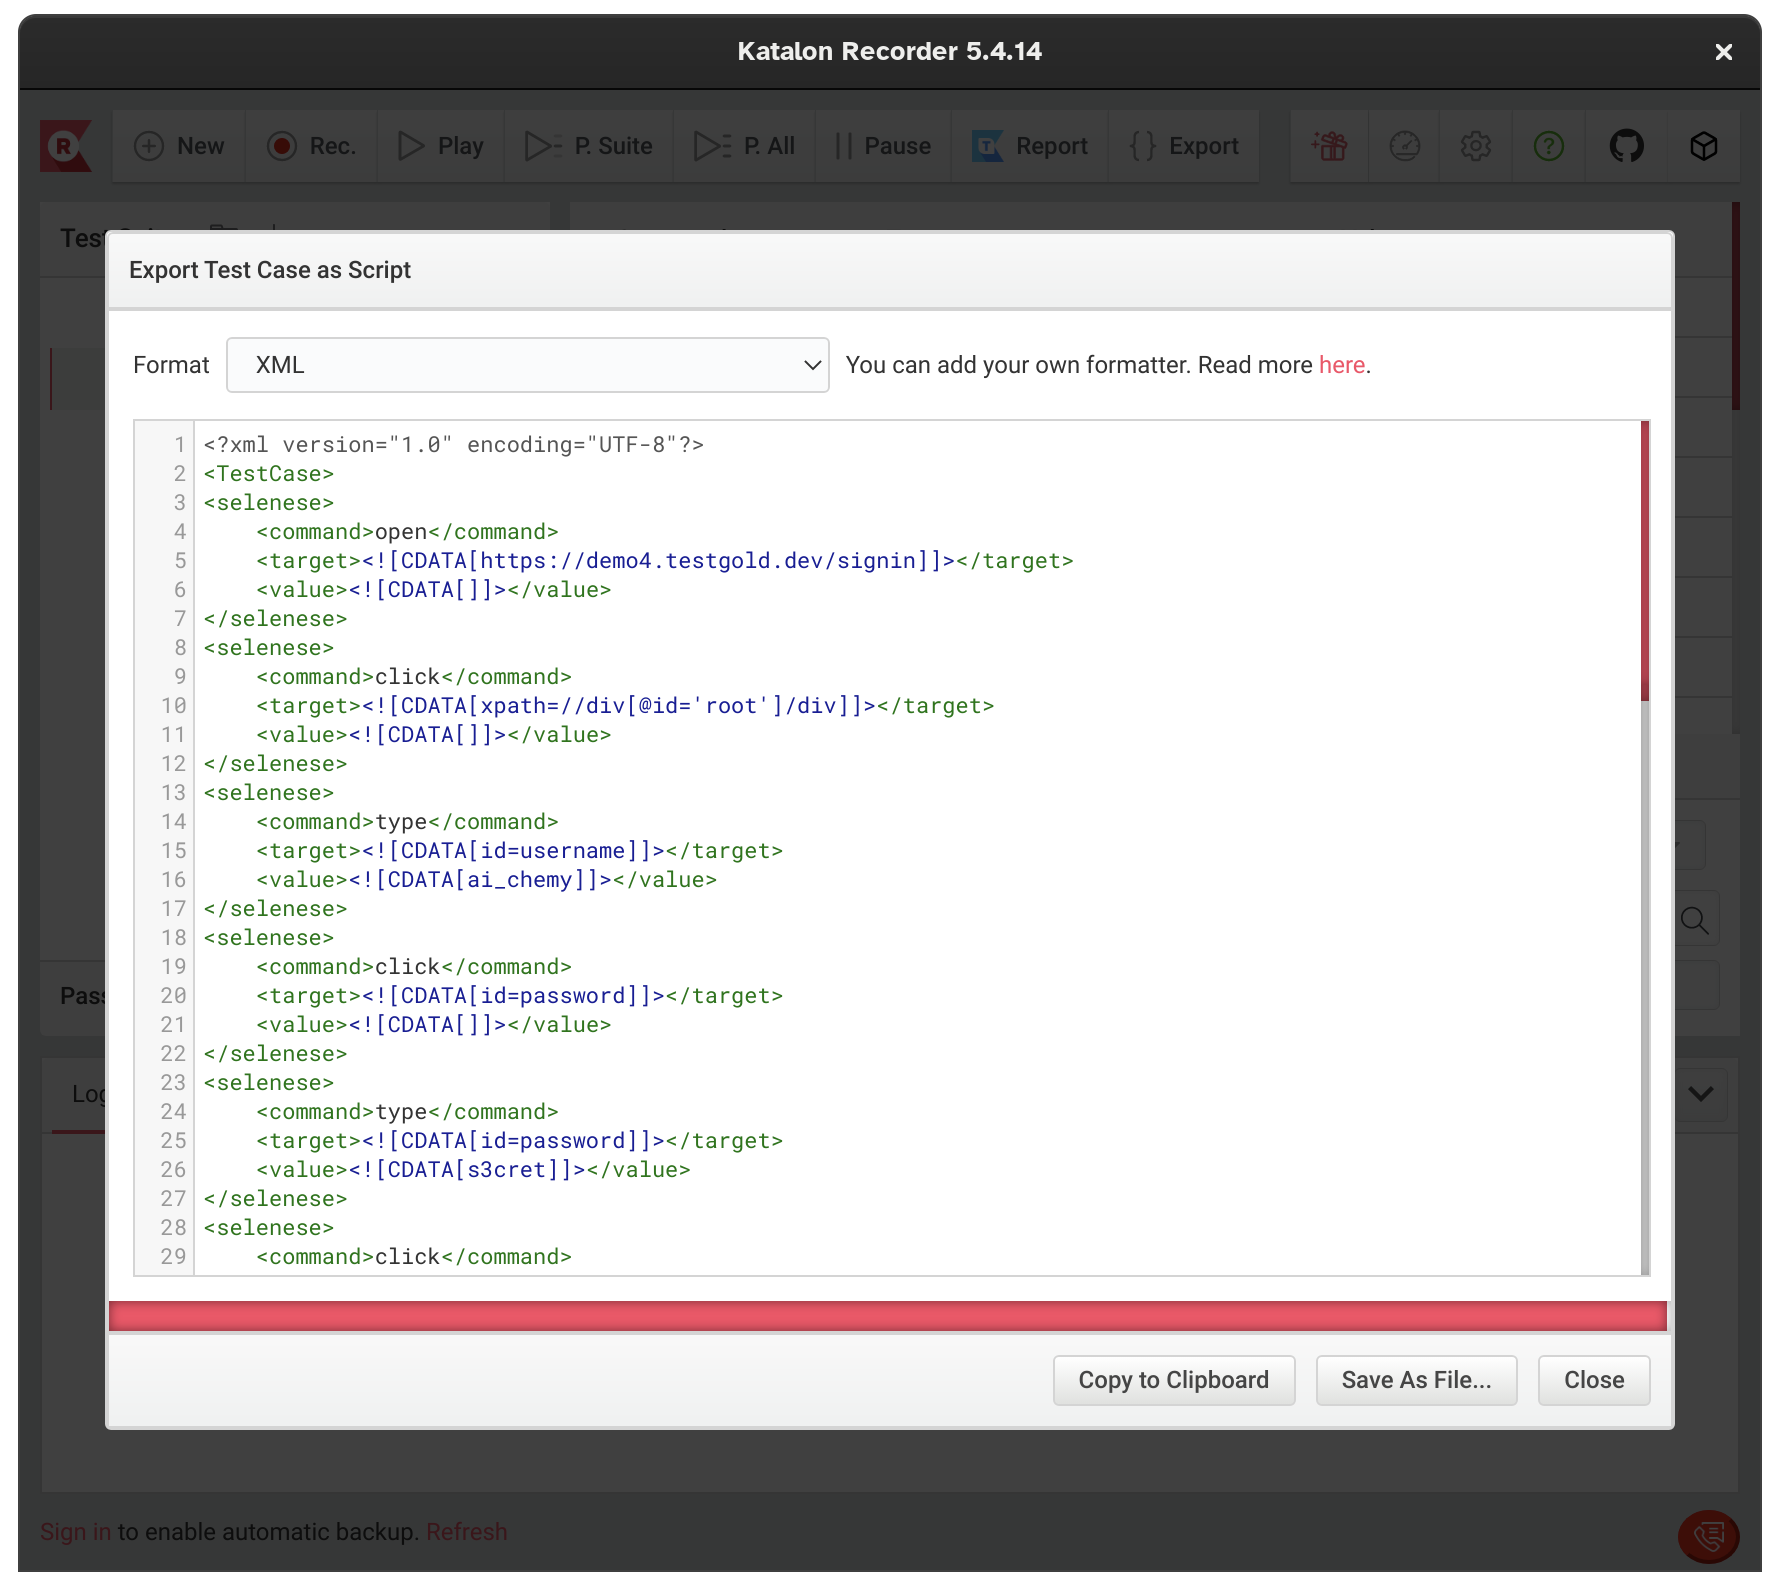 Katalon Recorder 5.4.14
R
New
Rec.
Play
P. Suite
P. All
Pause
Report
Export
Export Test Case as Script
Format
XML
You can add your own formatter. Read more here.
1 <?xml version="1.0" encoding="UTF-8"?>
2 <TestCase>
3 <selenese>
4     <command>open</command>
5     <target><![CDATA[https://demo4.testgold.dev/signin]]></target>
6     <value><![CDATA[]]></value>
7 </selenese>
8 <selenese>
9     <command>click</command>
10     <target><![CDATA[xpath=//div[@id='root']/div]]></target>
11     <value><![CDATA[]]></value>
12 </selenese>
13 <selenese>
14     <command>type</command>
15     <target><![CDATA[id=username]]></target>
16     <value><![CDATA[ai_chemy]]></value>
17 </selenese>
18 <selenese>
19     <command>click</command>
20     <target><![CDATA[id=password]]></target>
21     <value><![CDATA[]]></value>
22 </selenese>
23 <selenese>
24     <command>type</command>
25     <target><![CDATA[id=password]]></target>
26     <value><![CDATA[s3cret]]></value>
27 </selenese>
28 <selenese>
29     <command>click</command>
Copy to Clipboard
Save As File...
Close
Sign in to enable automatic backup. Refresh